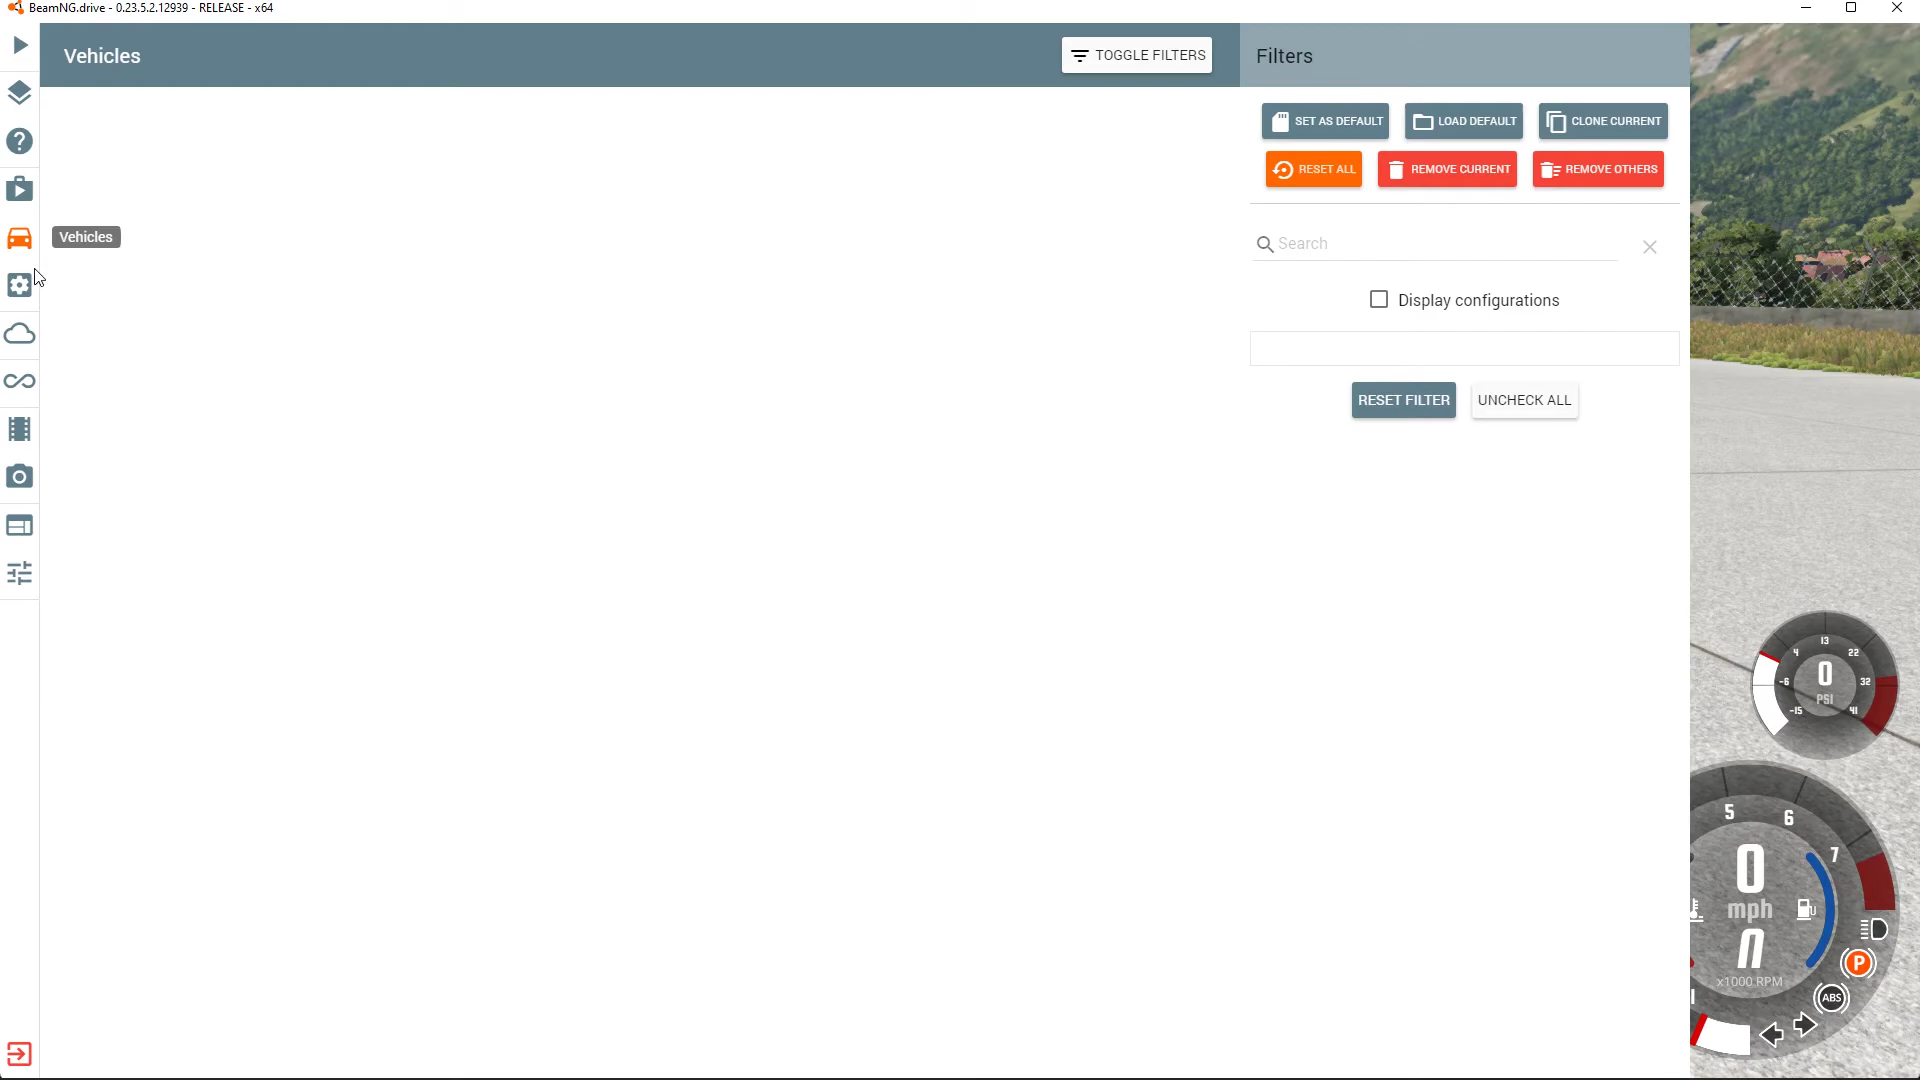 BeamNG.drive - 0.23.5.2.12939 - RELEASE - x64
Vehicles
TOGGLE FILTERS
Filters
SET AS DEFAULT
LOAD DEFAULT
CLONE CURRENT
RESET ALL
REMOVE CURRENT
REMOVE OTHERS
Vehicles
Search
Display configurations
RESET FILTER
UNCHECK ALL
13
4
22
-6
0
32
PSI
-15
41
5
6
7
0
mph
n
x1000 RPM
P
ABS